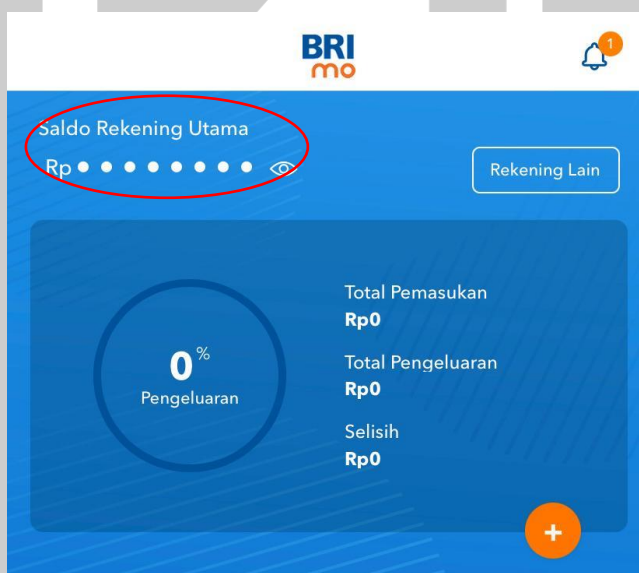 BRI
mo
1
Saldo Rekening Utama
Rp ● ● ● ● ● ● ● ●
Rekening Lain
0%
Pengeluaran
Total Pemasukan
Rp0
Total Pengeluaran
Rp0
Selisih
Rp0
+